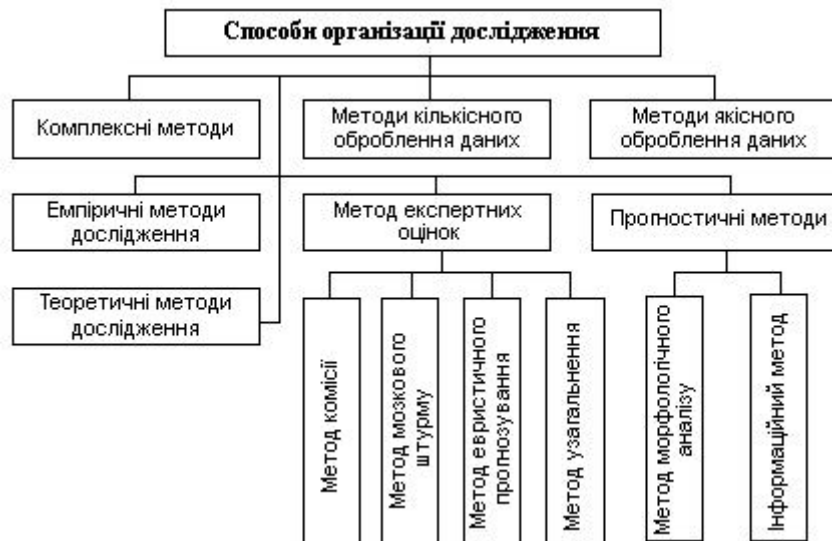 Способи організації дослідження
Комплексні методи
Методи кількісного
оброблення даних
Методи якісного
оброблення даних
Емпіричні методи
дослідження
Метод експертних
оцінок
Прогностичні методи
Теоретичні методи
дослідження
Метод комісії
Метод мозкового
штурму
Метод евристичного
прогнозування
Метод узагальнення
Метод морфологічного
аналізу
Інформаційний метод